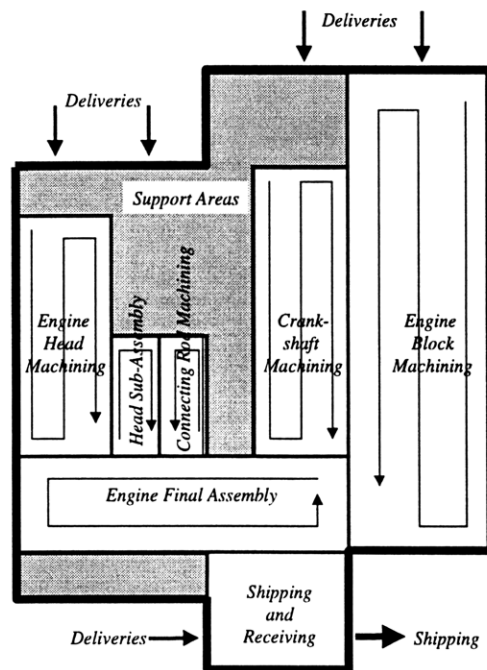 Deliveries
Deliveries
Support Areas
Engine
Head
Machining
Head Sub-Assembly
Connecting Rod Machining
Crank-
shaft
Machining
Engine
Block
Machining
Engine Final Assembly
Shipping
and
Receiving
Deliveries
Shipping